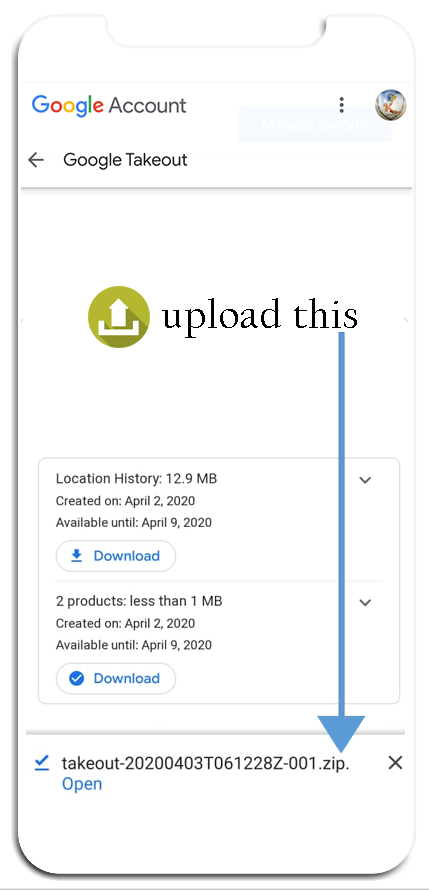 Google Account
Manage exports
Google Takeout
upload this
Location History: 12.9 MB
Created on: April 2, 2020
Available until: April 9, 2020
Download
2 products: less than 1 MB
Created on: April 2, 2020
Available until: April 9, 2020
Download
takeout-20200403T061228Z-001.zip.
Open